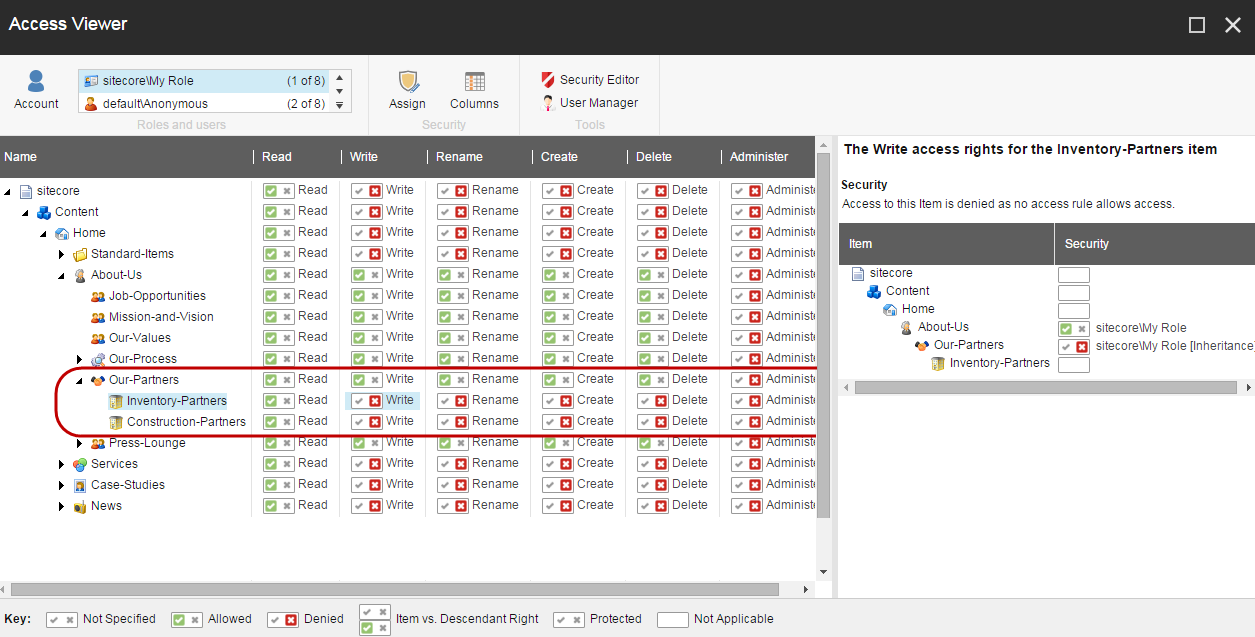 Access Viewer
Account
sitecore\My Role (1 of 8)
default\Anonymous (2 of 8)
Roles and users
Assign
Columns
Security
Security Editor
User Manager
Tools
Name Read Write Rename Create Delete Administer
sitecore Read Write Rename Create Delete Administe
Content Read Write Rename Create Delete Administe
Home Read Write Rename Create Delete Administe
Standard-Items Read Write Rename Create Delete Administe
About-Us Read Write Rename Create Delete Administe
Job-Opportunities Read Write Rename Create Delete Administe
Mission-and-Vision Read Write Rename Create Delete Administe
Our-Values Read Write Rename Create Delete Administe
Our-Process Read Write Rename Create Delete Administe
Our-Partners Read Write Rename Create Delete Administe
Inventory-Partners Read Write Rename Create Delete Administe
Construction-Partners Read Write Rename Create Delete Administe
Press-Lounge Read Write Rename Create Delete Administe
Services Read Write Rename Create Delete Administe
Case-Studies Read Write Rename Create Delete Administe
News Read Write Rename Create Delete Administe
The Write access rights for the Inventory-Partners item
Security
Access to this Item is denied as no access rule allows access.
Item Security
sitecore
Content
Home
About-Us sitecore\My Role
Our-Partners sitecore\My Role [Inheritance]
Inventory-Partners
Key: Not Specified Allowed Denied Item vs. Descendant Right Protected Not Applicable